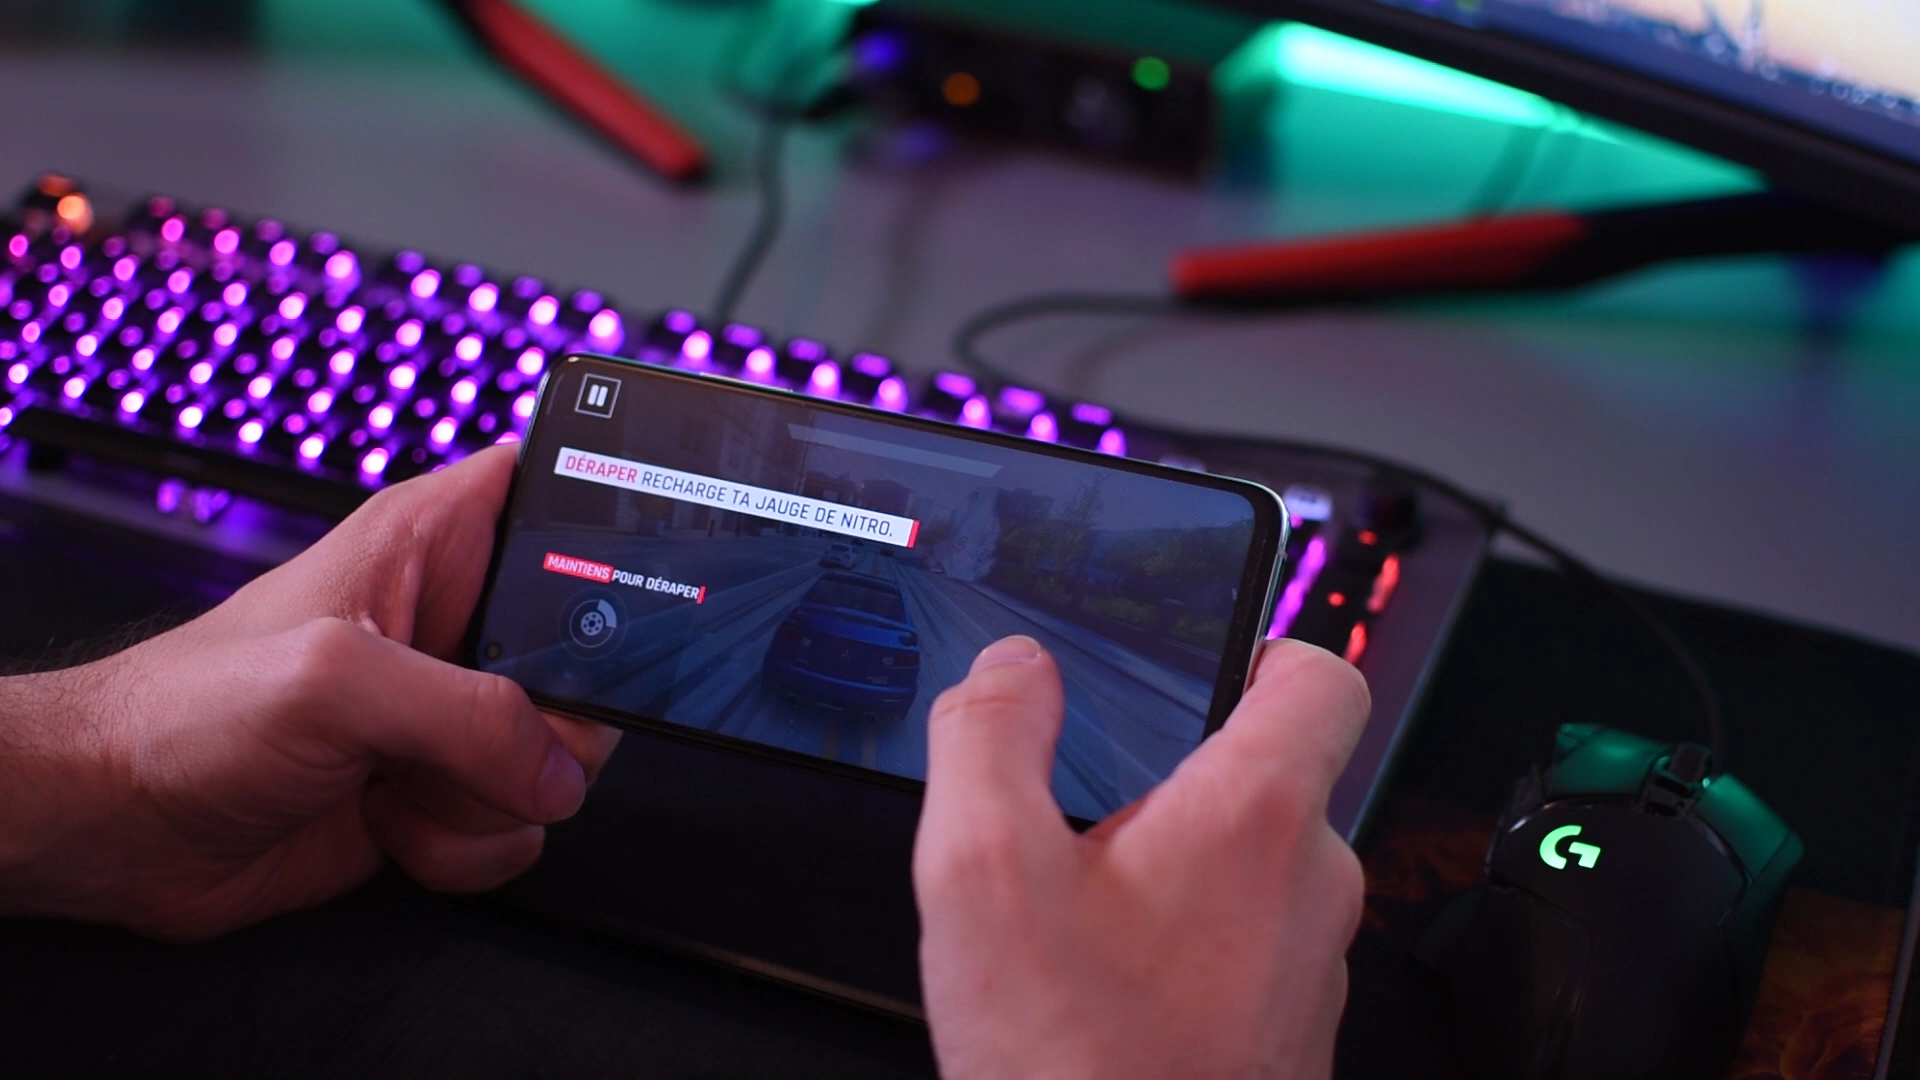 DÉRAPER RECHARGE TA JAUGE DE NITRO.
MAINTIENS POUR DÉRAPER
G